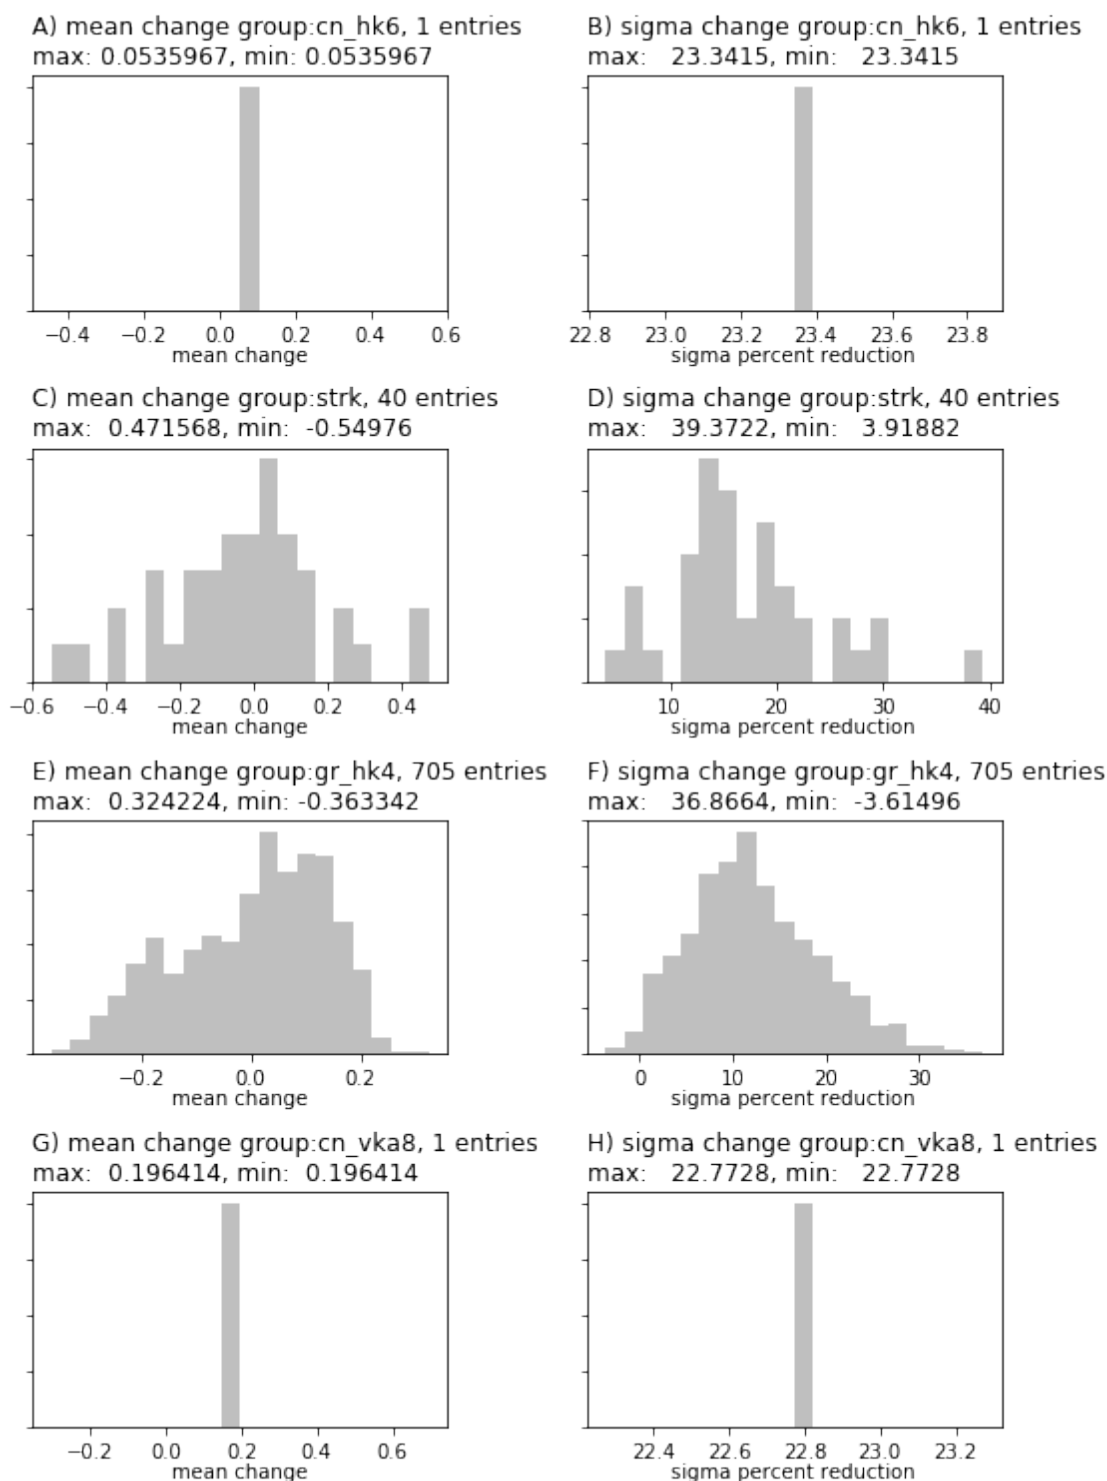 A) mean change group:cn_hk6, 1 entries
max: 0.0535967, min: 0.0535967
−0.4 −0.2 0.0 0.2 0.4 0.6
mean change
B) sigma change group:cn_hk6, 1 entries
max: 23.3415, min: 23.3415
22.8 23.0 23.2 23.4 23.6 23.8
sigma percent reduction
C) mean change group:strk, 40 entries
max: 0.471568, min: -0.54976
−0.6 −0.4 −0.2 0.0 0.2 0.4
mean change
D) sigma change group:strk, 40 entries
max: 39.3722, min: 3.91882
10 20 30 40
sigma percent reduction
E) mean change group:gr_hk4, 705 entries
max: 0.324224, min: -0.363342
−0.2 0.0 0.2
mean change
F) sigma change group:gr_hk4, 705 entries
max: 36.8664, min: -3.61496
0 10 20 30
sigma percent reduction
G) mean change group:cn_vka8, 1 entries
max: 0.196414, min: 0.196414
−0.2 0.0 0.2 0.4 0.6
mean change
H) sigma change group:cn_vka8, 1 entries
max: 22.7728, min: 22.7728
22.4 22.6 22.8 23.0 23.2
sigma percent reduction